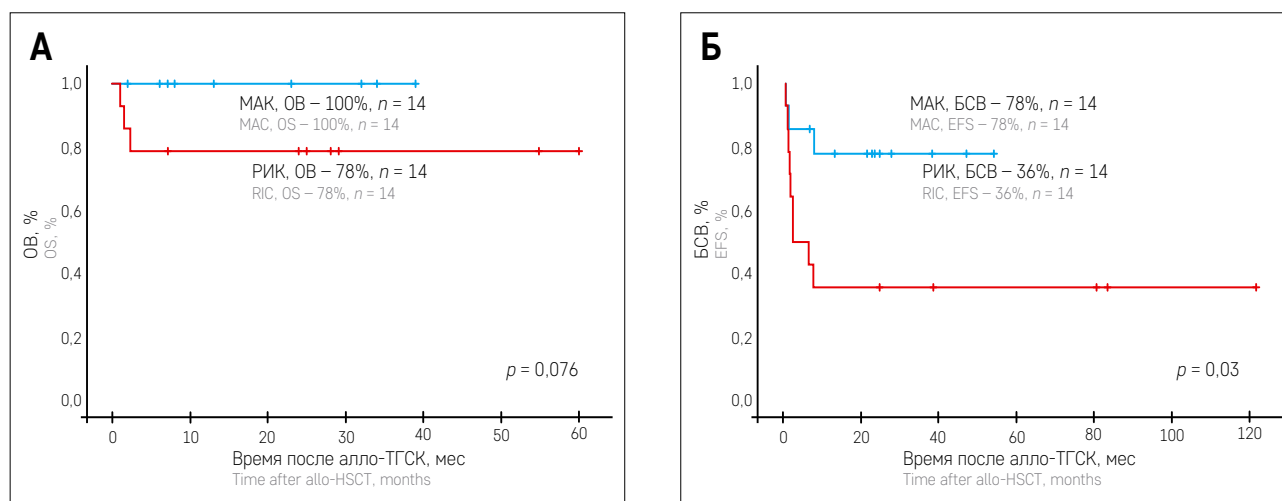 А
1,0
0,8
0,6
0,4
0,2
0,0
ОВ, %
OS, %
МАК, ОВ – 100%, n = 14
MAC, OS – 100%, n = 14
РИК, ОВ – 78%, n = 14
RIC, OS – 78%, n = 14
p = 0,076
0 10 20 30 40 50 60
Время после алло-ТГСК, мес
Time after allo-HSCT, months
Б
1,0
0,8
0,6
0,4
0,2
0,0
БСВ, %
EFS, %
МАК, БСВ – 78%, n = 14
MAC, EFS – 78%, n = 14
РИК, БСВ – 36%, n = 14
RIC, EFS – 36%, n = 14
p = 0,03
0 20 40 60 80 100 120
Время после алло-ТГСК, мес
Time after allo-HSCT, months